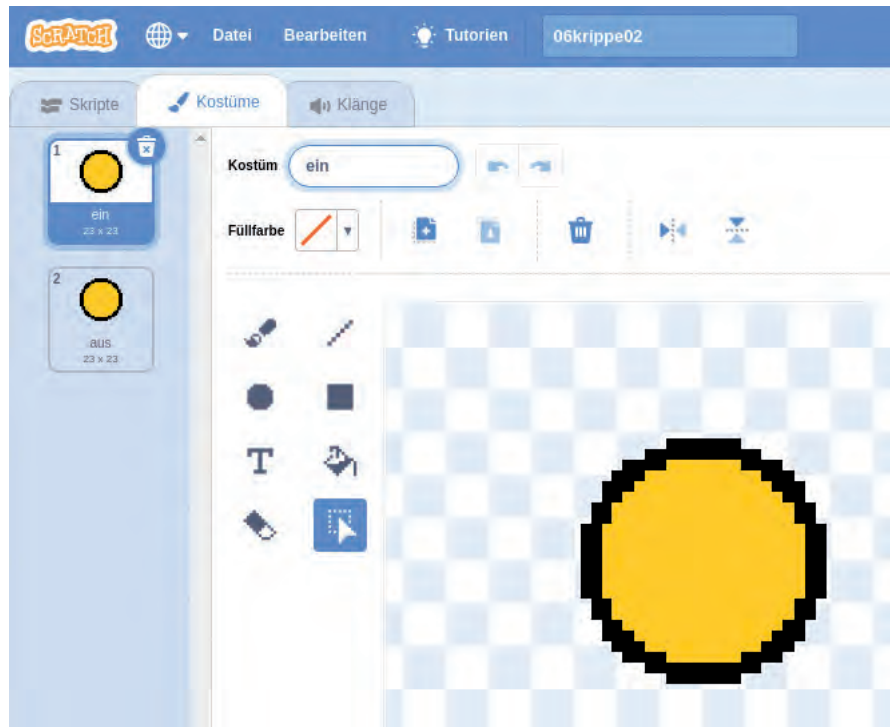 SCRATCH Datei Bearbeiten Tutorien 06krippe02
Skripte Kostüme Klänge
1
ein
23 x 23
2
aus
23 x 23
Kostüm ein
Füllfarbe
T